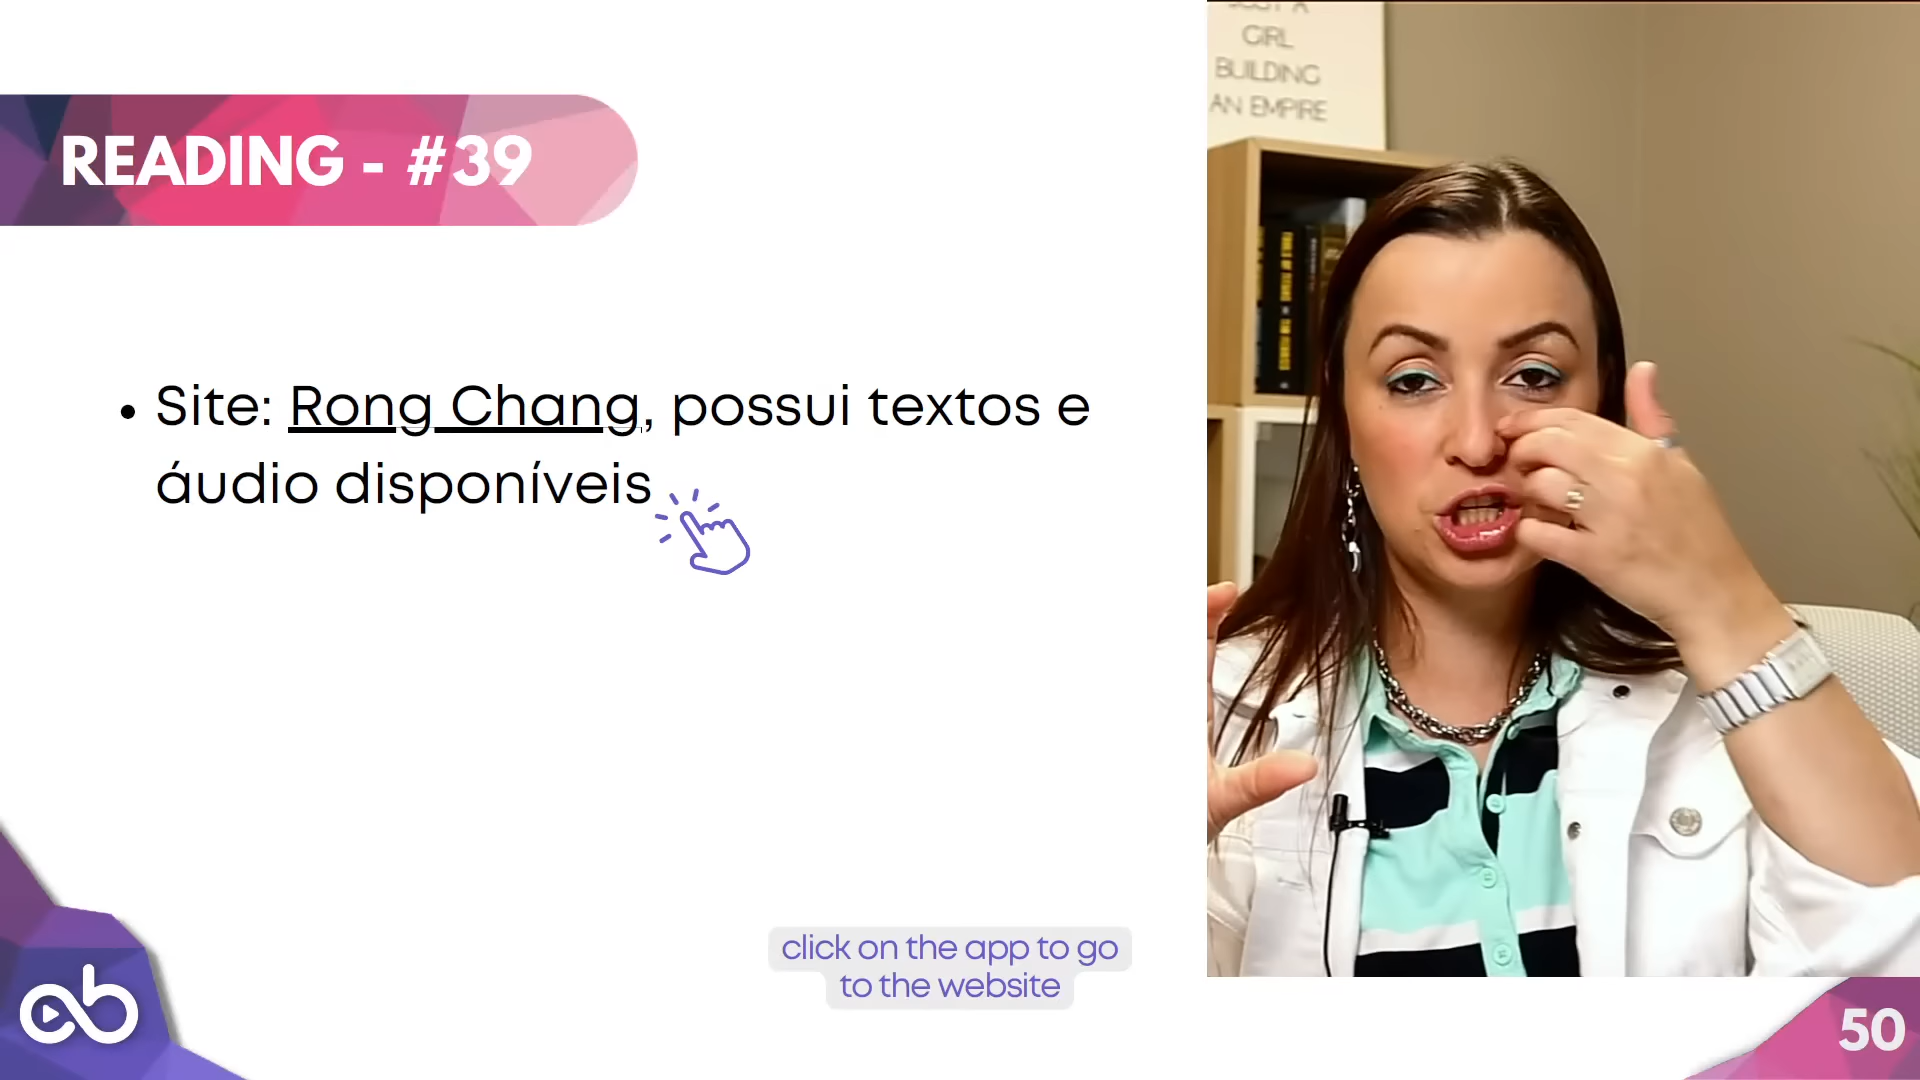 READING - #39
• Site: Rong Chang, possui textos e
áudio disponíveis
click on the app to go
to the website
50
GIRL
BUILDING
AN EMPIRE